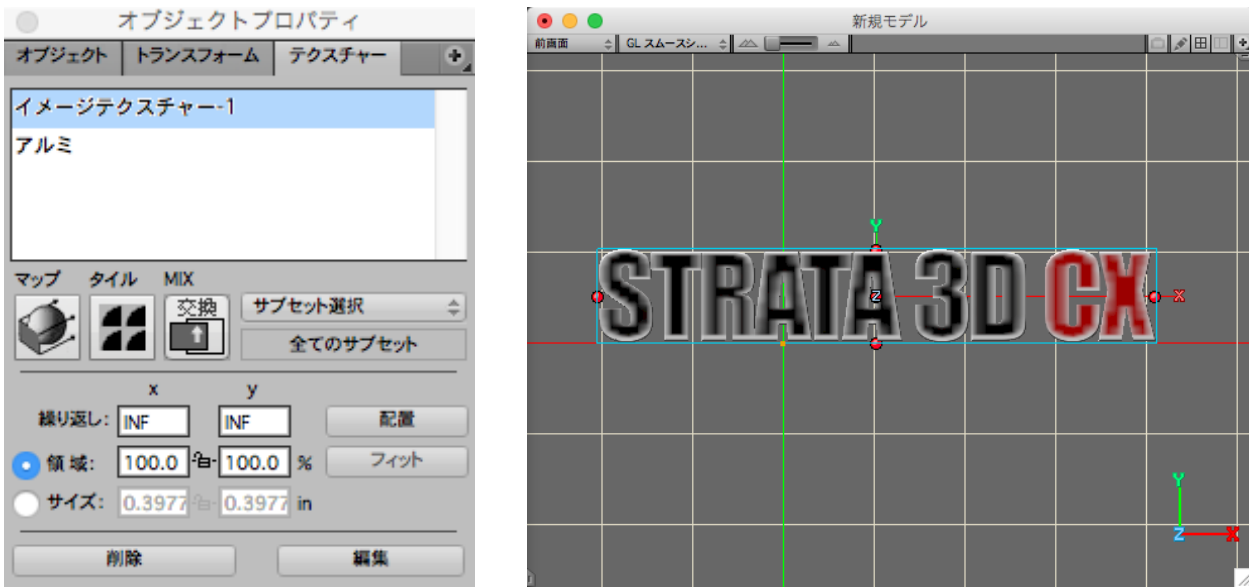 オブジェクトプロパティ
オブジェクト トランスフォーム テクスチャー
イメージテクスチャー-1
アルミ
マップ タイル MIX
交換
サブセット選択
全てのサブセット
x y
繰り返し: INF INF 配置
領域: 100.0 100.0 % フィット
サイズ: 0.3977 0.3977 in
削除 編集
新規モデル
前画面 GL スムースシ...
Y
STRATA 3D CX
Z X
Y
Z X